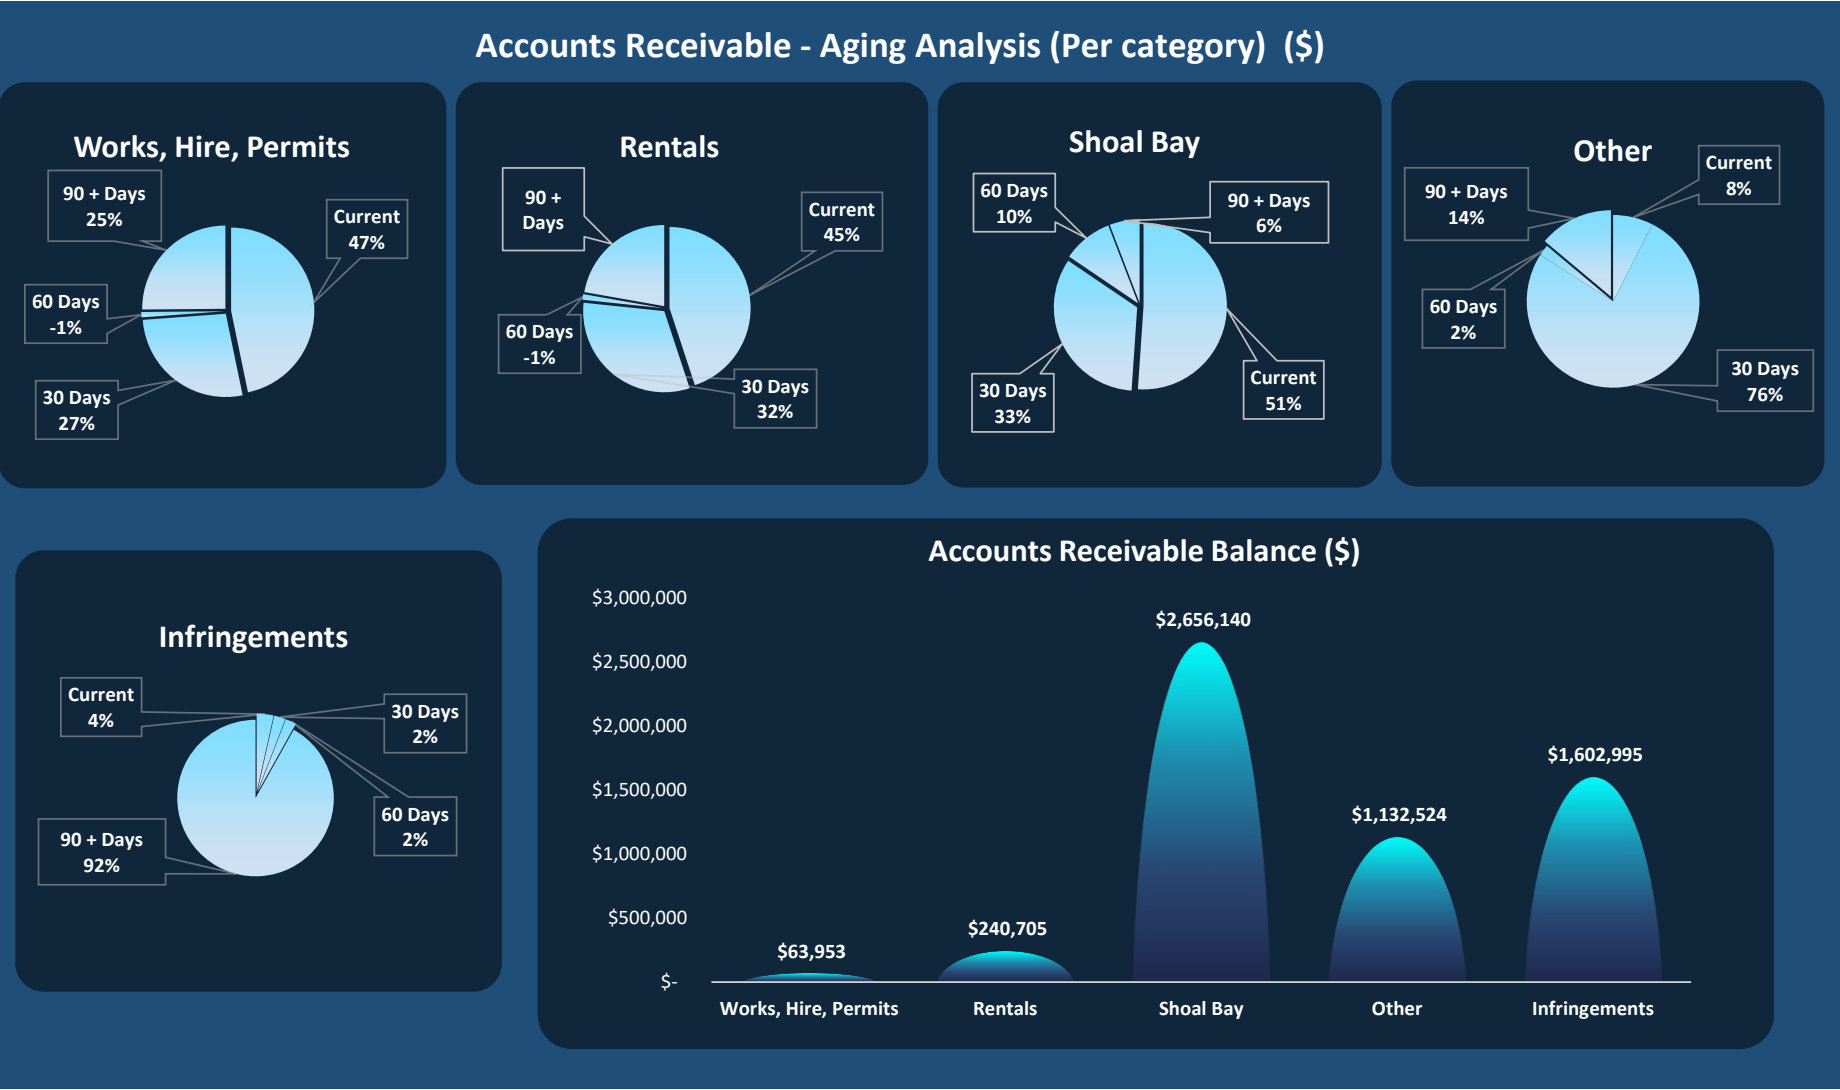 Accounts Receivable - Aging Analysis (Per category)  ($)
Works, Hire, Permits
90 + Days
25%
Current
47%
60 Days
-1%
30 Days
27%
Rentals
90 +
Days
Current
45%
60 Days
-1%
30 Days
32%
Shoal Bay
60 Days
10%
90 + Days
6%
30 Days
33%
Current
51%
Other
Current
8%
90 + Days
14%
60 Days
2%
30 Days
76%
Infringements
Current
4%
30 Days
2%
60 Days
2%
90 + Days
92%
Accounts Receivable Balance ($)
$3,000,000
$2,500,000
$2,000,000
$1,500,000
$1,000,000
$500,000
$-
$63,953
$240,705
$2,656,140
$1,132,524
$1,602,995
Works, Hire, Permits
Rentals
Shoal Bay
Other
Infringements